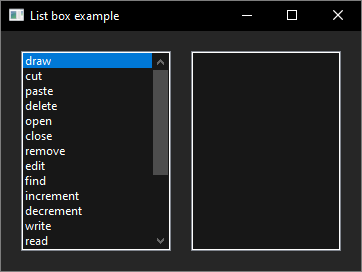 List box example
draw
cut
paste
delete
open
close
remove
edit
find
increment
decrement
write
read